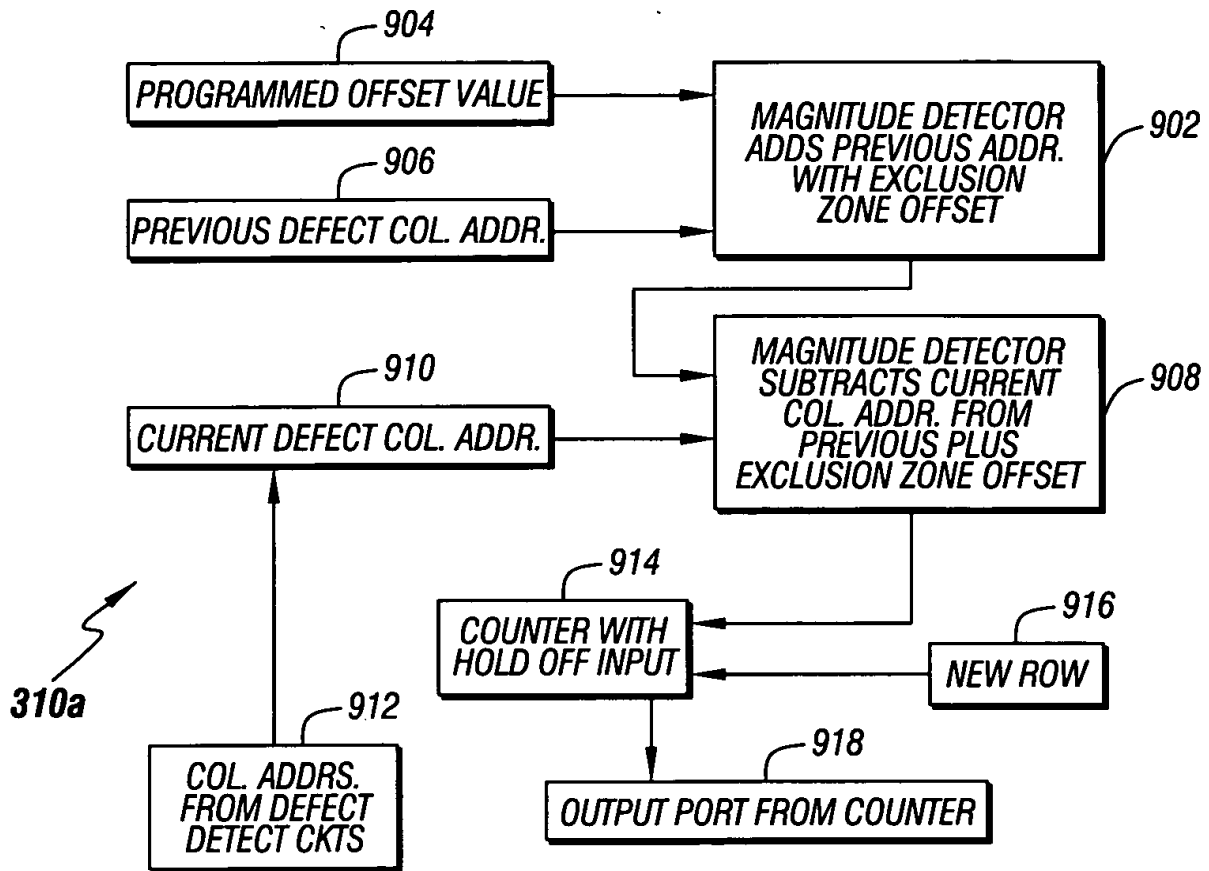 904
PROGRAMMED OFFSET VALUE
MAGNITUDE DETECTOR
ADDS PREVIOUS ADDR.
WITH EXCLUSION
ZONE OFFSET
902
906
PREVIOUS DEFECT COL. ADDR.
910
CURRENT DEFECT COL. ADDR.
MAGNITUDE DETECTOR
SUBTRACTS CURRENT
COL. ADDR. FROM
PREVIOUS PLUS
EXCLUSION ZONE OFFSET
908
914
COUNTER WITH
HOLD OFF INPUT
916
NEW ROW
310a
912
COL. ADDRS.
FROM DEFECT
DETECT CKTS
918
OUTPUT PORT FROM COUNTER